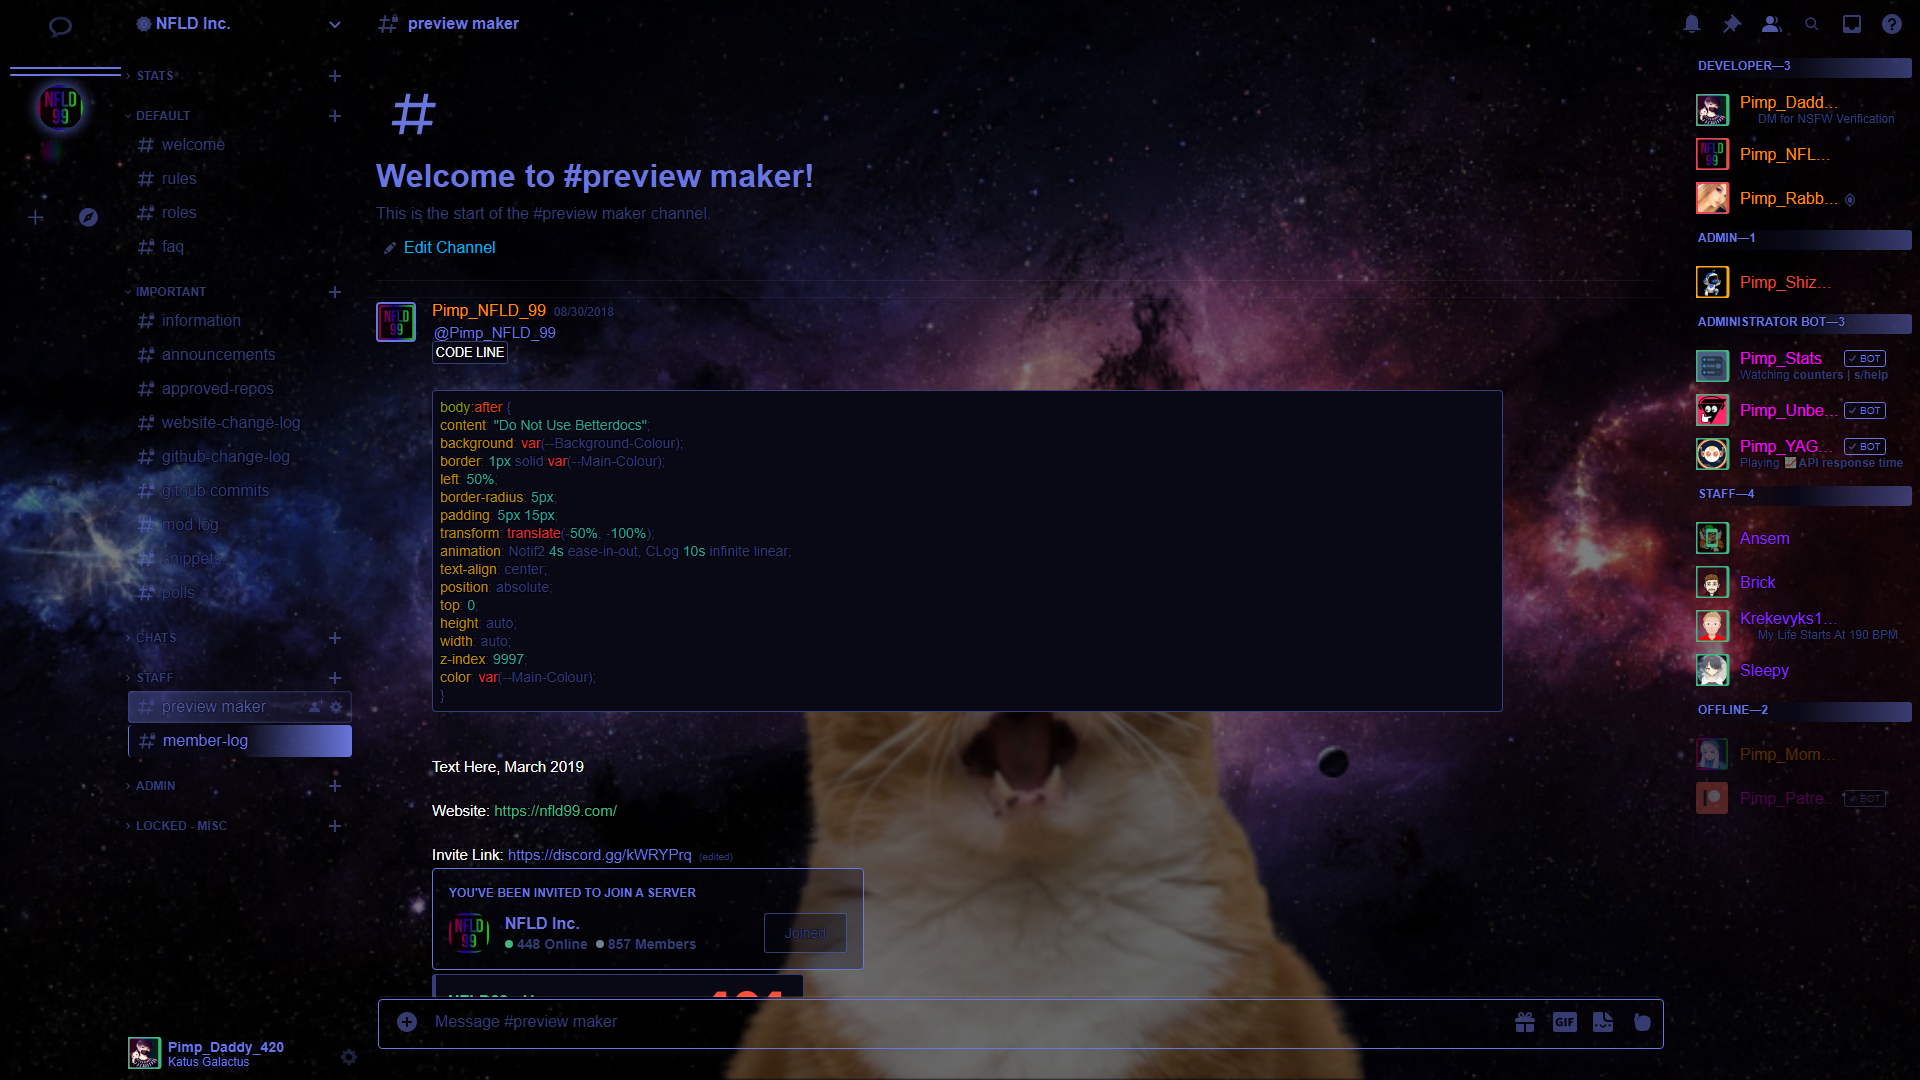 NFLD Inc.
preview maker
NFLD
99
STATS
DEFAULT
welcome
rules
roles
faq
IMPORTANT
information
announcements
approved-repos
website-change-log
github-change-log
github commits
mod log
snippets
polls
CHATS
STAFF
preview maker
member-log
ADMIN
LOCKED - MISC
Pimp_Daddy_420
Katus Galactus
Welcome to #preview maker!
This is the start of the #preview maker channel.
Edit Channel
NFLD
99
Pimp_NFLD_99 08/30/2018
@Pimp_NFLD_99
CODE LINE
body:after {
content: "Do Not Use Betterdocs";
background: var(--Background-Colour);
border: 1px solid var(--Main-Colour);
left: 50%;
border-radius: 5px;
padding: 5px 15px;
transform: translate(-50%, -100%);
animation: Notif2 4s ease-in-out, CLog 10s infinite linear;
text-align: center;
position: absolute;
top: 0;
height: auto;
width: auto;
z-index: 9997;
color: var(--Main-Colour);
}
Text Here, March 2019
Website: https://nfld99.com/
Invite Link: https://discord.gg/kWRYPrq (edited)
YOU'VE BEEN INVITED TO JOIN A SERVER
NFLD
99
NFLD Inc.
448 Online 857 Members
Joined
Message #preview maker
GIF
DEVELOPER—3
Pimp_Dadd...
DM for NSFW Verification
NFLD
99
Pimp_NFL...
Pimp_Rabb...
ADMIN—1
Pimp_Shiz...
ADMINISTRATOR BOT—3
Pimp_Stats ✓ BOT
Watching counters | s/help
Pimp_Unbe... ✓ BOT
Pimp_YAG... ✓ BOT
Playing API response time
STAFF—4
Ansem
Brick
Krekevyks1...
My Life Starts At 190 BPM
Sleepy
OFFLINE—2
Pimp_Mom...
Pimp_Patre... ✓ BOT